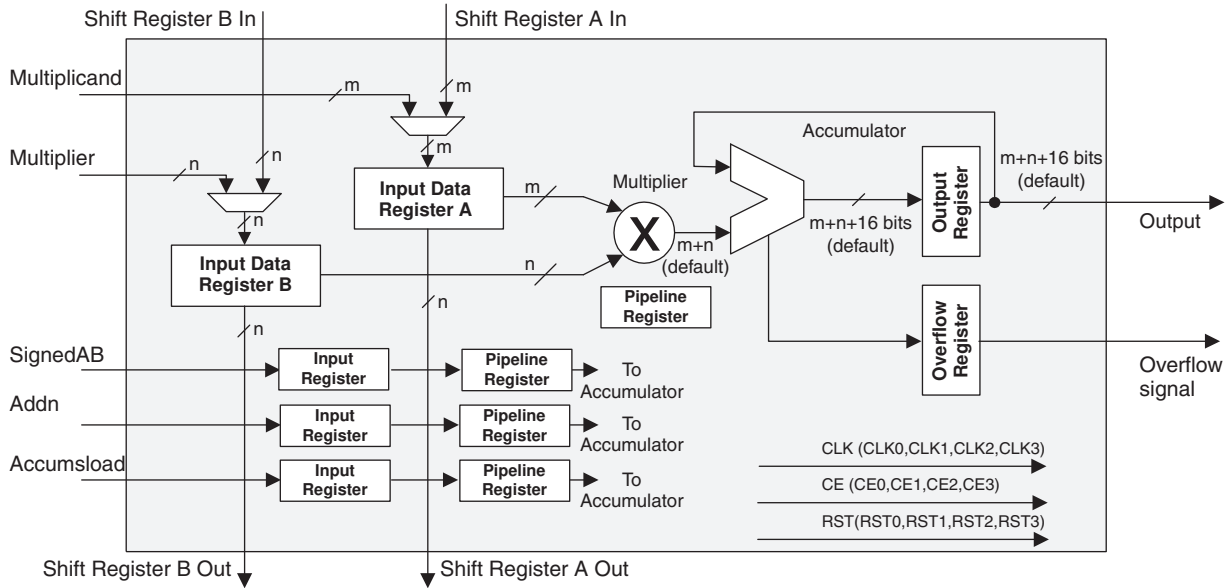 Shift Register B In
Shift Register A In
Multiplicand
m
m
Multiplier
n
n
m
n
Input Data
Register A
m
Input Data
Register B
n
n
n
Multiplier
X
m+n
(default)
Pipeline
Register
Accumulator
m+n+16 bits
(default)
Output
Register
m+n+16 bits
(default)
Output
Overflow
Register
Overflow
signal
SignedAB
Input
Register
Pipeline
Register
To
Accumulator
Addn
Input
Register
Pipeline
Register
To
Accumulator
Accumsload
Input
Register
Pipeline
Register
To
Accumulator
CLK (CLK0,CLK1,CLK2,CLK3)
CE (CE0,CE1,CE2,CE3)
RST(RST0,RST1,RST2,RST3)
Shift Register B Out
Shift Register A Out